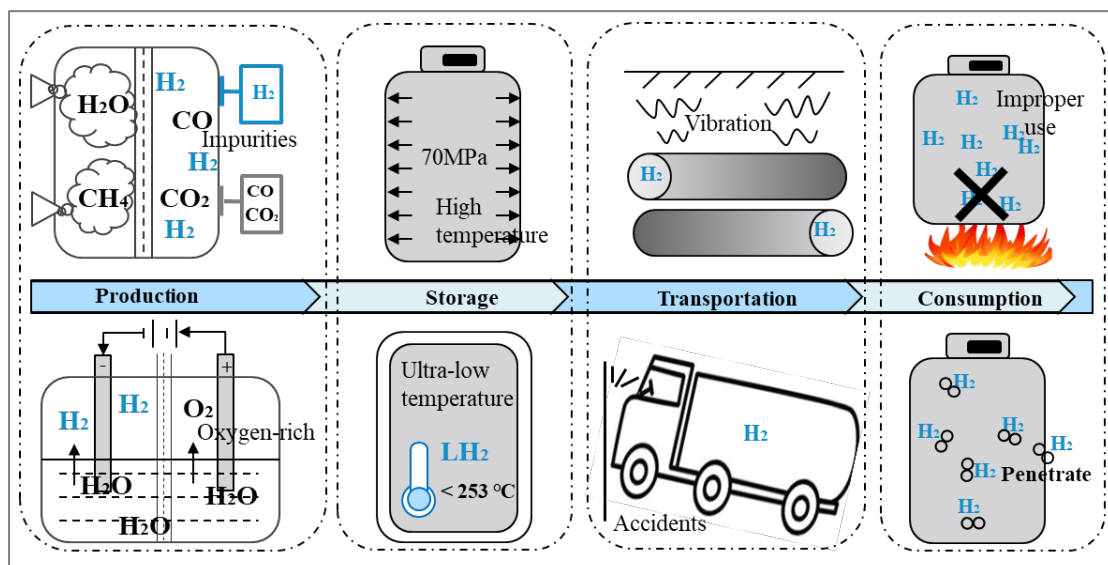 H₂O
H₂
H₂
CO
Impurities
H₂
CH₄
CO₂
H₂
CO
CO₂
70MPa
High
temperature
Vibration
H₂
H₂
H₂
Improper
use
H₂
H₂
H₂
H₂
H₂
H₂
H₂
Production
Storage
Transportation
Consumption
-
+
H₂
H₂
O₂
Oxygen-rich
H₂O
H₂O
H₂O
Ultra-low
temperature
LH₂
< 253 °C
H₂
Accidents
H₂
H₂
H₂
H₂
H₂
Penetrate
H₂